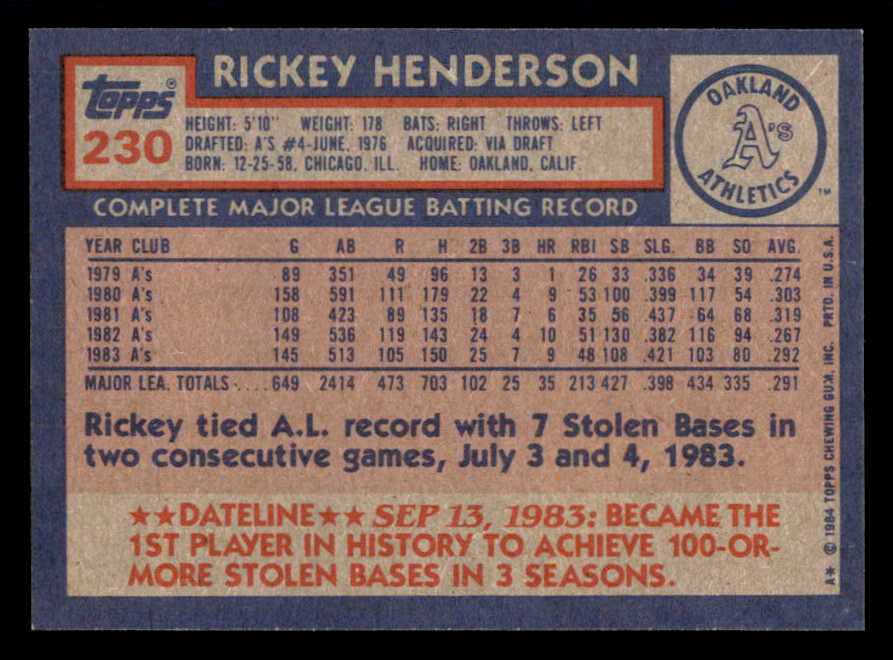 RICKEY HENDERSON
topps®
230
HEIGHT: 5'10" WEIGHT: 178 BATS: RIGHT THROWS: LEFT
DRAFTED: A'S #4-JUNE, 1976 ACQUIRED: VIA DRAFT
BORN: 12-25-58, CHICAGO, ILL. HOME: OAKLAND, CALIF.
OAKLAND
A's
ATHLETICS
™
COMPLETE MAJOR LEAGUE BATTING RECORD
YEAR CLUB G AB R H 2B 3B HR RBI SB SLG. BB SO AVG.
1979 A's 89 351 49 96 13 3 1 26 33 .336 34 39 .274
1980 A's 158 591 111 179 22 4 9 53 100 .399 117 54 .303
1981 A's 108 423 89 135 18 7 6 35 56 .437 64 68 .319
1982 A's 149 536 119 143 24 4 10 51 130 .382 116 94 .267
1983 A's 145 513 105 150 25 7 9 48 108 .421 103 80 .292
MAJOR LEA. TOTALS ..... 649 2414 473 703 102 25 35 213 427 .398 434 335 .291
Rickey tied A.L. record with 7 Stolen Bases in
two consecutive games, July 3 and 4, 1983.
★★DATELINE★★ SEP 13, 1983: BECAME THE
1ST PLAYER IN HISTORY TO ACHIEVE 100-OR-
MORE STOLEN BASES IN 3 SEASONS.
A* © 1984 TOPPS CHEWING GUM, INC. PRTD. IN U.S.A.